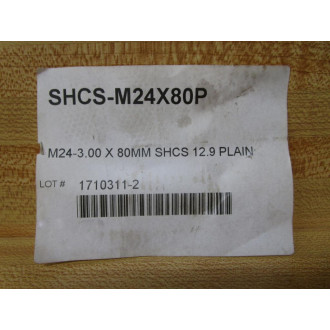 SHCS-M24X80P
M24-3.00 X 80MM SHCS 12.9 PLAIN
LOT # 1710311-2